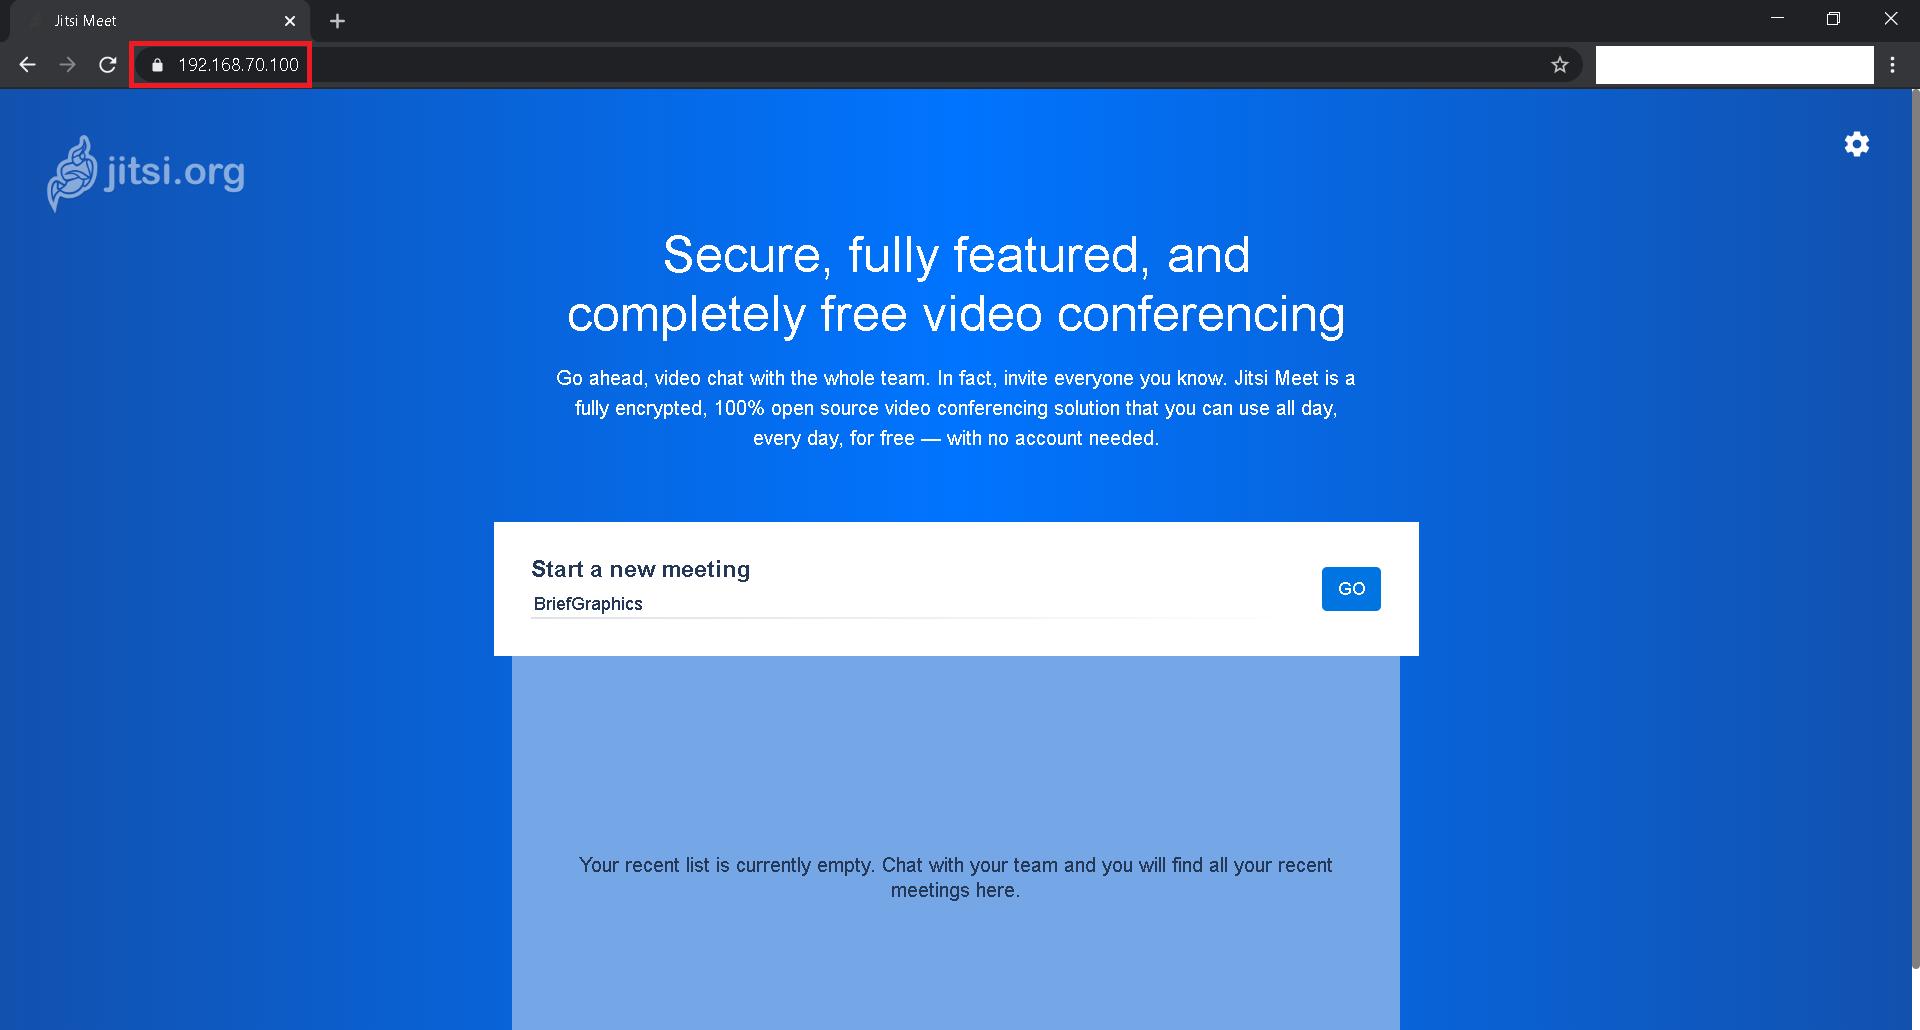 Jitsi Meet
192.168.70.100
jitsi.org
Secure, fully featured, and
completely free video conferencing
Go ahead, video chat with the whole team. In fact, invite everyone you know. Jitsi Meet is a
fully encrypted, 100% open source video conferencing solution that you can use all day,
every day, for free — with no account needed.
Start a new meeting
BriefGraphics
GO
Your recent list is currently empty. Chat with your team and you will find all your recent
meetings here.